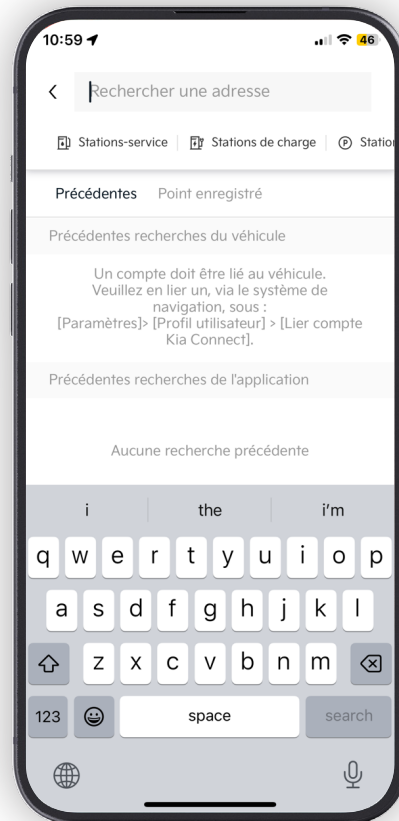 10:59
46
Rechercher une adresse
Stations-service
Stations de charge
P
Précédentes
Point enregistré
Précédentes recherches du véhicule
Un compte doit être lié au véhicule.
Veuillez en lier un, via le système de
navigation, sous :
[Paramètres]> [Profil utilisateur] > [Lier compte
Kia Connect].
Précédentes recherches de l'application
Aucune recherche précédente
i the i'm
q w e r t y u i o p
a s d f g h j k l
z x c v b n m
123 space search